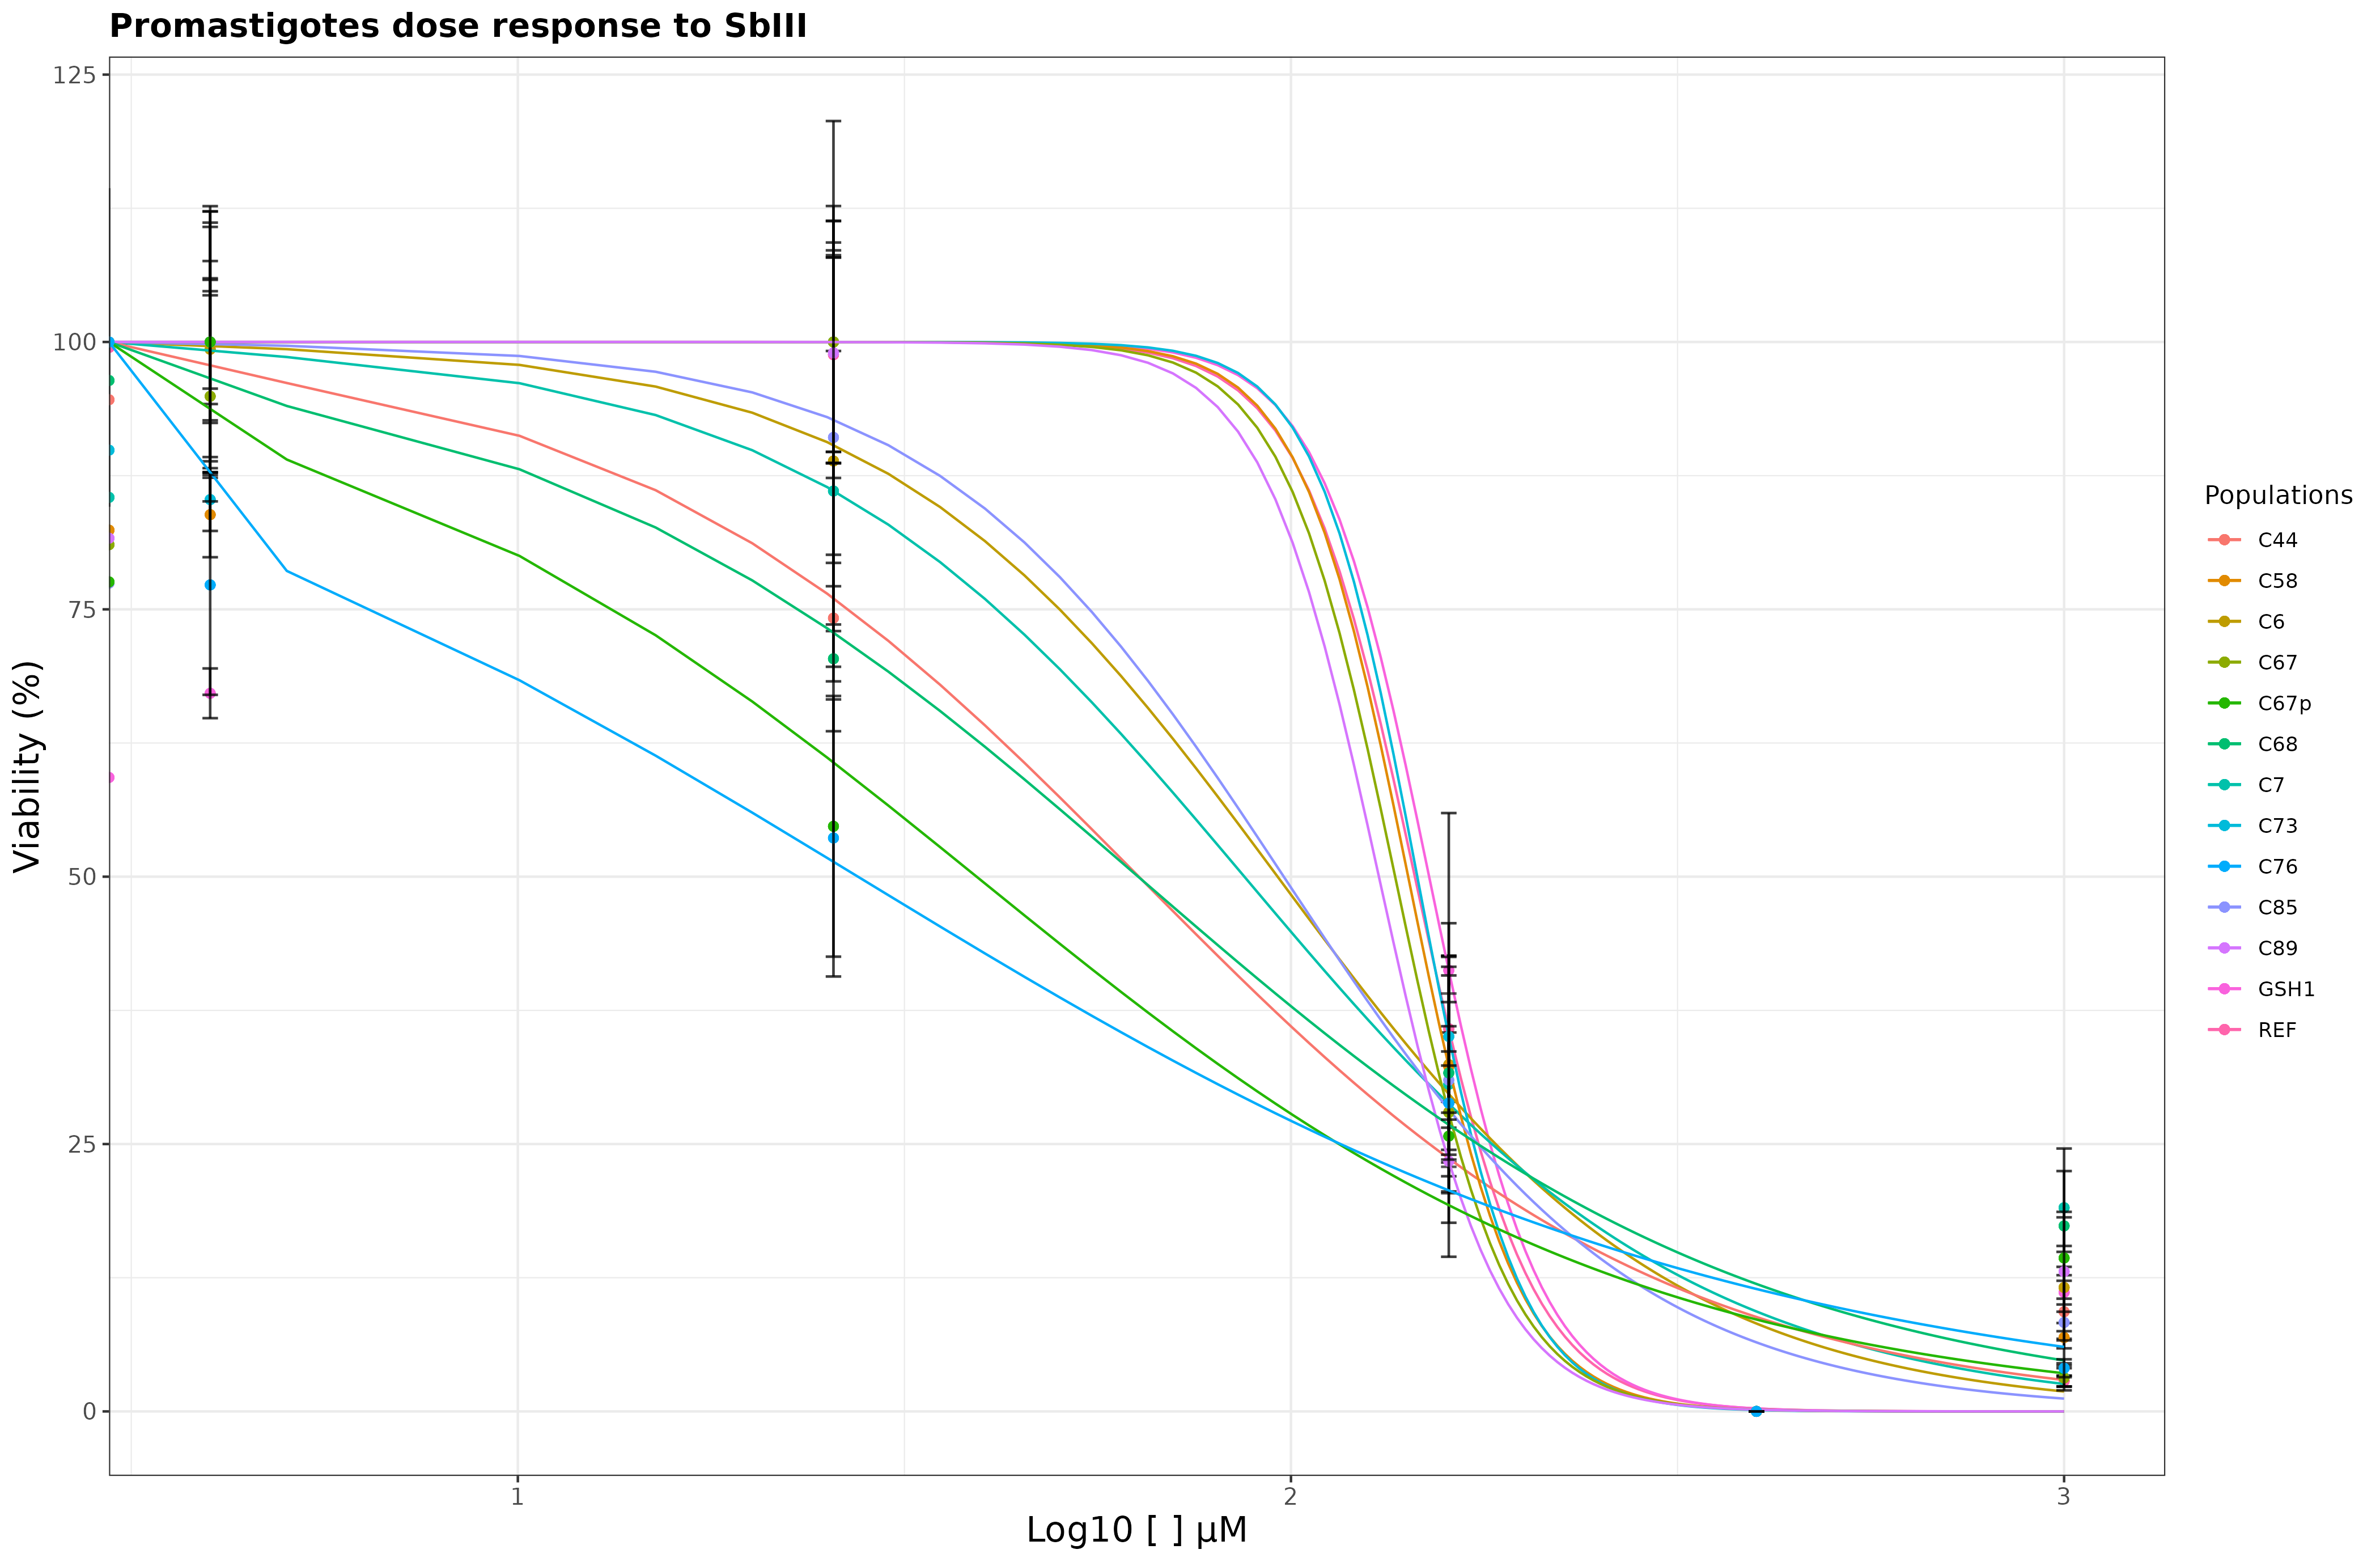 Promastigotes dose response to SbIII
125
100
75
50
25
0
Viability (%)
1
2
3
Log10 [ ] µM
Populations
C44
C58
C6
C67
C67p
C68
C7
C73
C76
C85
C89
GSH1
REF